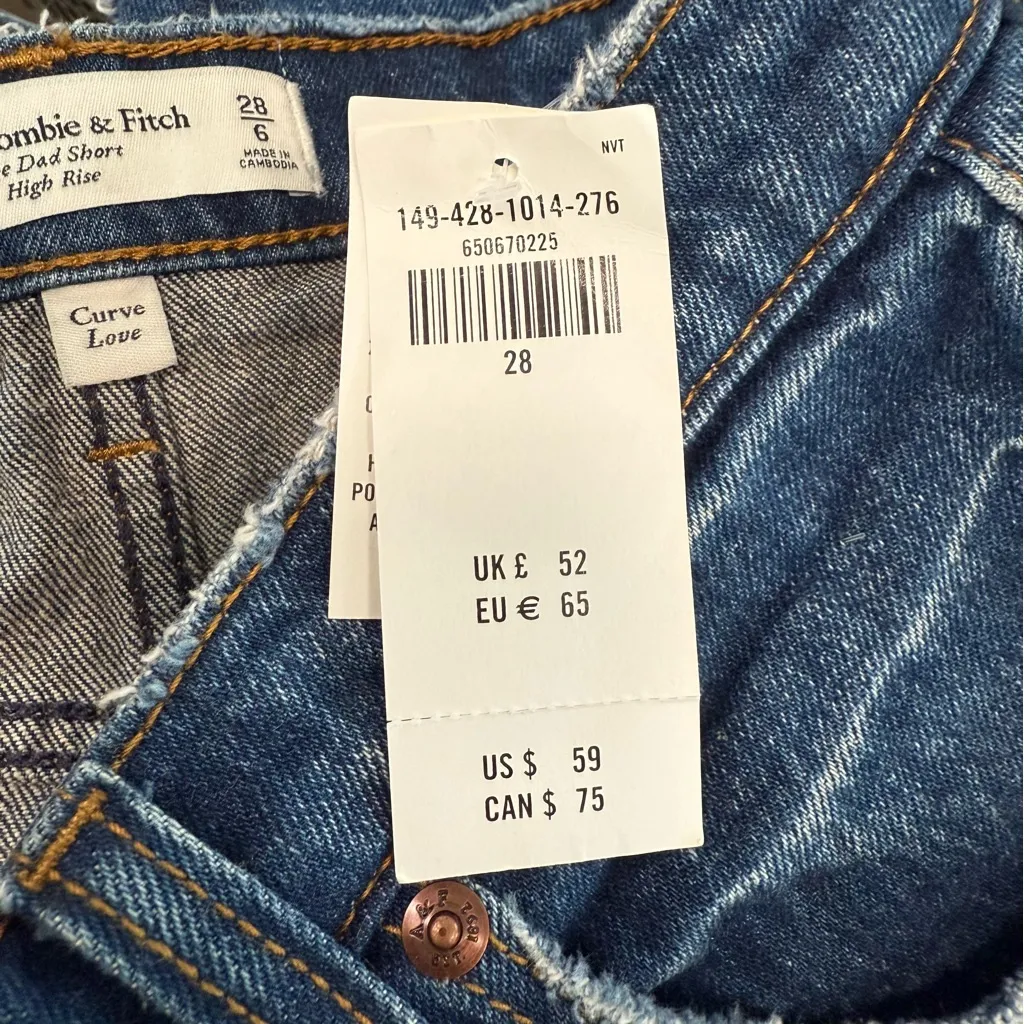 ombie & Fitch
28
6
e Dad Short
High Rise
MADE IN
CAMBODIA
Curve
Love
NVT
149-428-1014-276
650670225
28
PO
UK £ 52
EU € 65
US $ 59
CAN $ 75
A&F
1892